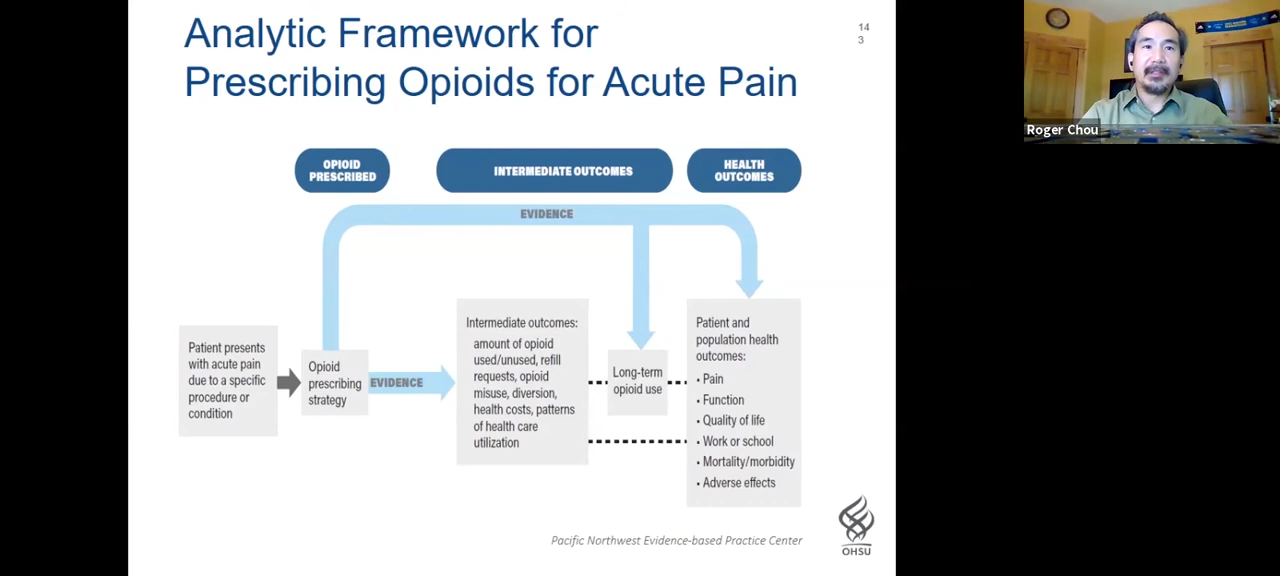 Analytic Framework for
Prescribing Opioids for Acute Pain
14
3
Roger Chou
OPIOID
PRESCRIBED
INTERMEDIATE OUTCOMES
HEALTH
OUTCOMES
EVIDENCE
Patient presents
with acute pain
due to a specific
procedure or
condition
Opioid
prescribing
strategy
EVIDENCE
Intermediate outcomes:
amount of opioid
used/unused, refill
requests, opioid
misuse, diversion,
health costs, patterns
of health care
utilization
Long-term
opioid use
Patient and
population health
outcomes:
• Pain
• Function
• Quality of life
• Work or school
• Mortality/morbidity
• Adverse effects
Pacific Northwest Evidence-based Practice Center
OHSU